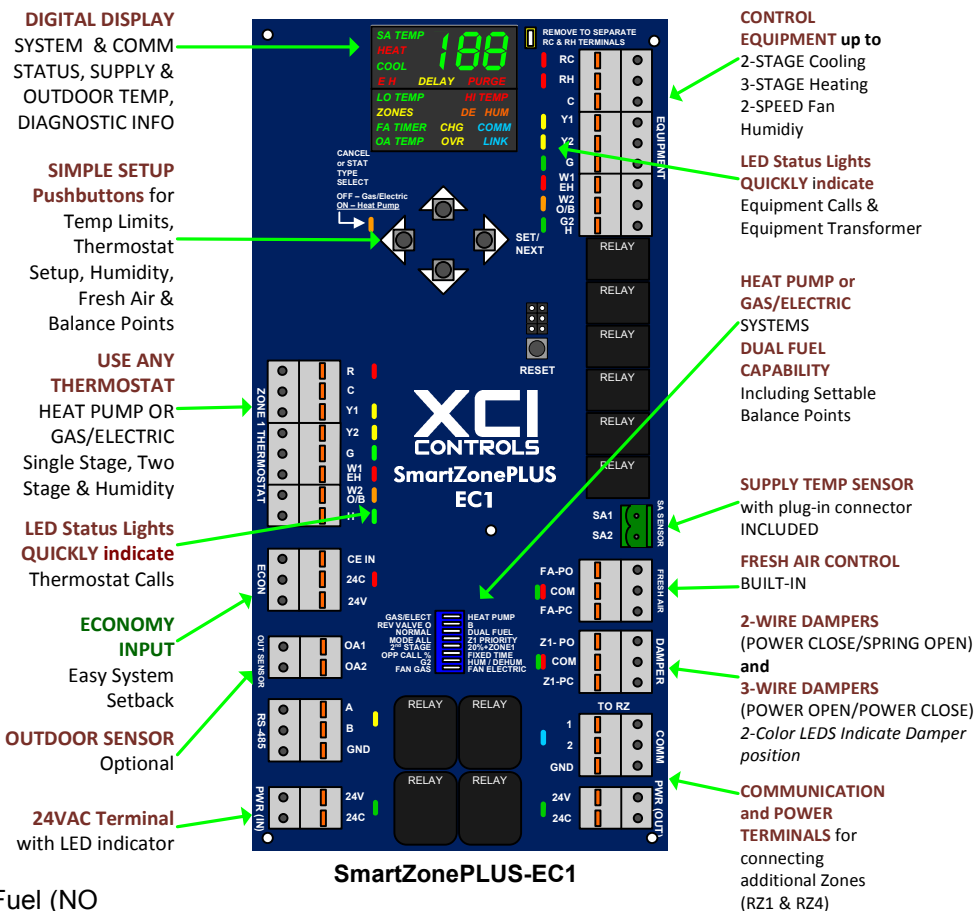 DIGITAL DISPLAY
SYSTEM & COMM
STATUS, SUPPLY &
OUTDOOR TEMP,
DIAGNOSTIC INFO
SIMPLE SETUP
Pushbuttons for
Temp Limits,
Thermostat
Setup, Humidity,
Fresh Air &
Balance Points
USE ANY
THERMOSTAT
HEAT PUMP OR
GAS/ELECTRIC
Single Stage, Two
Stage & Humidity
LED Status Lights
QUICKLY indicate
Thermostat Calls
ECONOMY
INPUT
Easy System
Setback
OUTDOOR SENSOR
Optional
24VAC Terminal
with LED indicator
SA TEMP
HEAT
COOL
188
E H DELAY PURGE
LO TEMP HI TEMP
ZONES DE HUM
FA TIMER CHG COMM
OA TEMP OVR LINK
CANCEL
or STAT
TYPE
SELECT
OFF – Gas/Electric
ON – Heat Pump
SET/
NEXT
REMOVE TO SEPARATE
RC & RH TERMINALS
RC
RH
C
Y1
Y2
G
W1
EH
W2
O/B
G2
H
EQUIPMENT
RELAY
RELAY
RELAY
RELAY
RELAY
RELAY
RESET
ZONE 1 THERMOSTAT
R
C
Y1
Y2
G
W1
EH
W2
O/B
H
XCI
CONTROLS
SmartZonePLUS
EC1
SA1
SA2
SA SENSOR
ECON
CE IN
24C
24V
FA-PO
COM
FA-PC
FRESH AIR
OUT SENSOR
OA1
OA2
GAS/ELECT HEAT PUMP
REV VALVE O B
NORMAL DUAL FUEL
MODE ALL Z1 PRIORITY
2nd STAGE 20%+ZONE1
OPP CALL % FIXED TIME
G2 HUM / DEHUM
FAN GAS FAN ELECTRIC
Z1- PO
COM
Z1-PC
DAMPER
RS-485
A
B
GND
RELAY RELAY
RELAY RELAY
TO RZ
1
2
GND
COMM
PWR (IN)
24V
24C
24V
24C
PWR (OUT)
SmartZonePLUS-EC1
CONTROL
EQUIPMENT up to
2-STAGE Cooling
3-STAGE Heating
2-SPEED Fan
Humidiy
LED Status Lights
QUICKLY indicate
Equipment Calls &
Equipment Transformer
HEAT PUMP or
GAS/ELECTRIC
SYSTEMS
DUAL FUEL
CAPABILITY
Including Settable
Balance Points
SUPPLY TEMP SENSOR
with plug-in connector
INCLUDED
FRESH AIR CONTROL
BUILT-IN
2-WIRE DAMPERS
(POWER CLOSE/SPRING OPEN)
and
3-WIRE DAMPERS
(POWER OPEN/POWER CLOSE)
2-Color LEDS Indicate Damper
position
COMMUNICATION
and POWER
TERMINALS for
connecting
additional Zones
(RZ1 & RZ4)
Fuel (NO